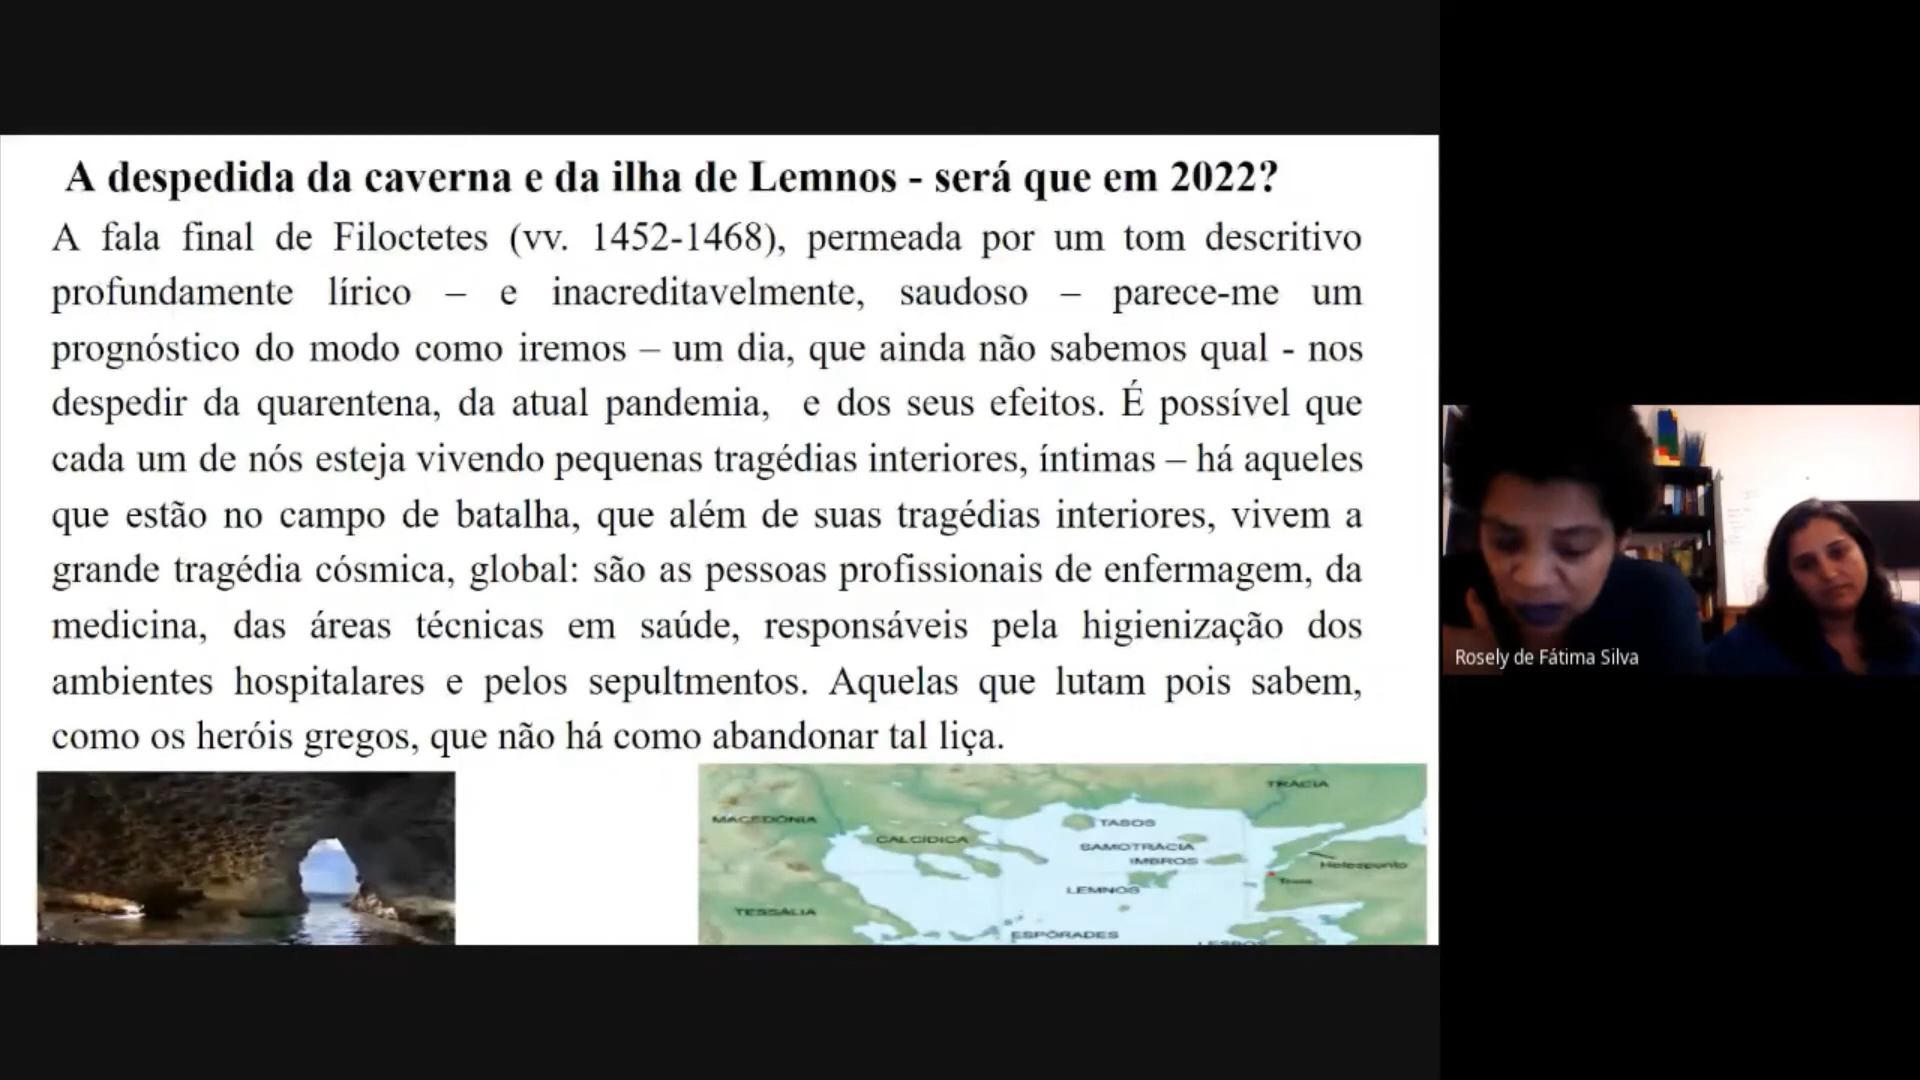 A despedida da caverna e da ilha de Lemnos - será que em 2022?
A fala final de Filoctetes (vv. 1452-1468), permeada por um tom descritivo
profundamente lírico – e inacreditavelmente, saudoso – parece-me um
prognóstico do modo como iremos – um dia, que ainda não sabemos qual - nos
despedir da quarentena, da atual pandemia,  e dos seus efeitos. É possível que
cada um de nós esteja vivendo pequenas tragédias interiores, íntimas – há aqueles
que estão no campo de batalha, que além de suas tragédias interiores, vivem a
grande tragédia cósmica, global: são as pessoas profissionais de enfermagem, da
medicina, das áreas técnicas em saúde, responsáveis pela higienização dos
ambientes hospitalares e pelos sepultmentos. Aquelas que lutam pois sabem,
como os heróis gregos, que não há como abandonar tal liça.
TRÁCIA
MACEDÔNIA
TASOS
CALCÍDICA
SAMOTRÁCIA
IMBROS
Helesponto
Troia
LEMNOS
TESSÁLIA
ESPÓRADES
LESBOS
Rosely de Fátima Silva